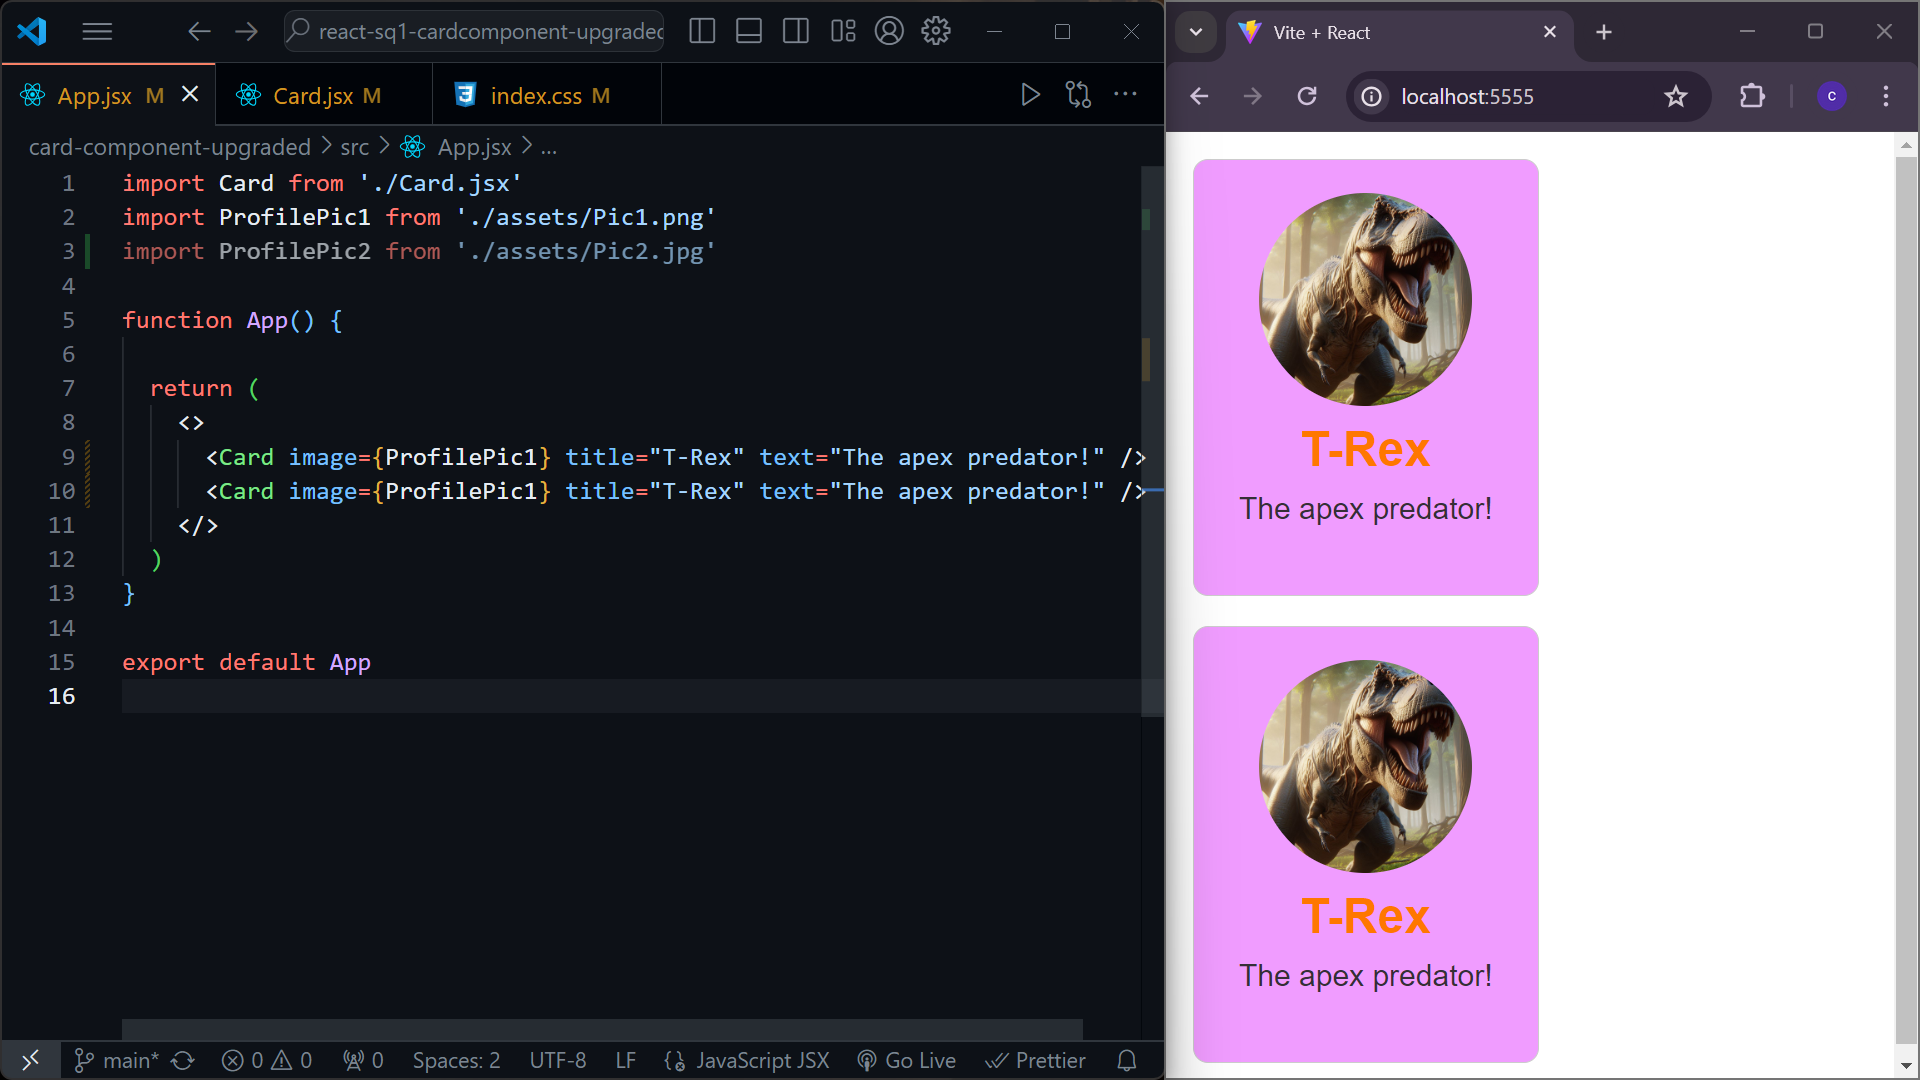 react-sq1-cardcomponent-upgraded
App.jsx M
Card.jsx M
index.css M
card-component-upgraded > src > App.jsx > ...
1 import Card from './Card.jsx'
2 import ProfilePic1 from './assets/Pic1.png'
3 import ProfilePic2 from './assets/Pic2.jpg'
4
5 function App() {
6
7 return (
8 <>
9 <Card image={ProfilePic1} title="T-Rex" text="The apex predator!" />
10 <Card image={ProfilePic1} title="T-Rex" text="The apex predator!" />
11 </>
12 )
13 }
14
15 export default App
16
main* 0 0 0 Spaces: 2 UTF-8 LF JavaScript JSX Go Live Prettier
Vite + React
localhost:5555
c
T-Rex
The apex predator!
T-Rex
The apex predator!